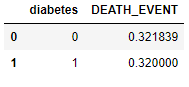 diabetes DEATH_EVENT
0 0 0.321839
1 1 0.320000